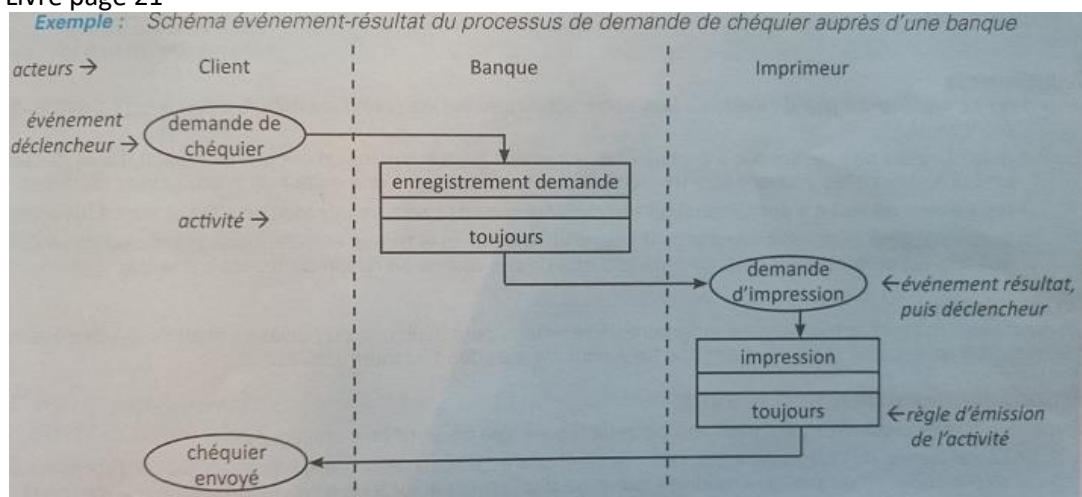 Livre page 21
Exemple : Schéma événement-résultat du processus de demande de chéquier auprès d'une banque
acteurs → Client Banque Imprimeur
événement
déclencheur →
demande de
chéquier
enregistrement demande
activité →
toujours
demande
d'impression
←événement résultat,
puis déclencheur
impression
toujours
←règle d'émission
de l'activité
chéquier
envoyé